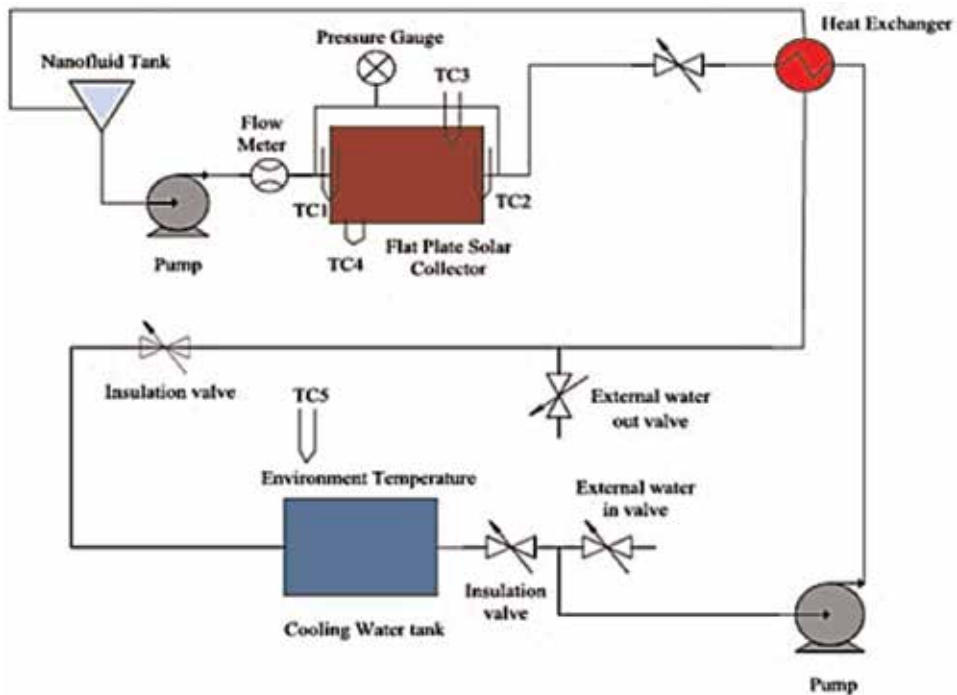 Heat Exchanger
Pressure Gauge
Nanofluid Tank
TC3
Flow
Meter
TC1
TC2
TC4
Flat Plate Solar
Collector
Pump
Insulation valve
TC5
External water
out valve
Environment Temperature
External water
in valve
Insulation
valve
Cooling Water tank
Pump